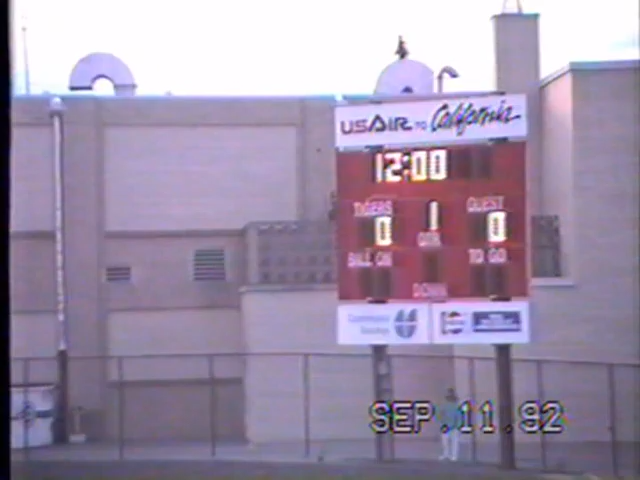 USAIR TO California
12:00
TIGERS GUEST
0 1 0
QTR
BALL ON TO GO
DOWN
PEPSI
SEP. 11. 92